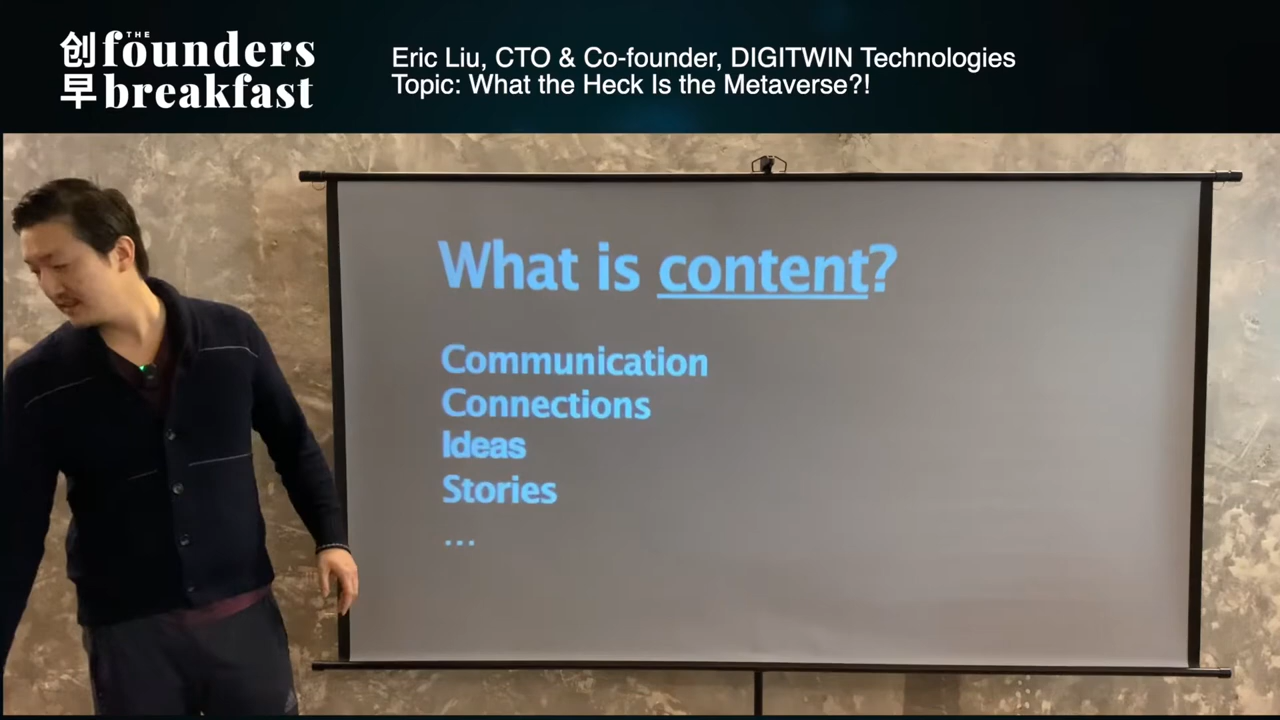 创 THE founders
早 breakfast
Eric Liu, CTO & Co-founder, DIGITWIN Technologies
Topic: What the Heck Is the Metaverse?!
What is content?
Communication
Connections
Ideas
Stories
...